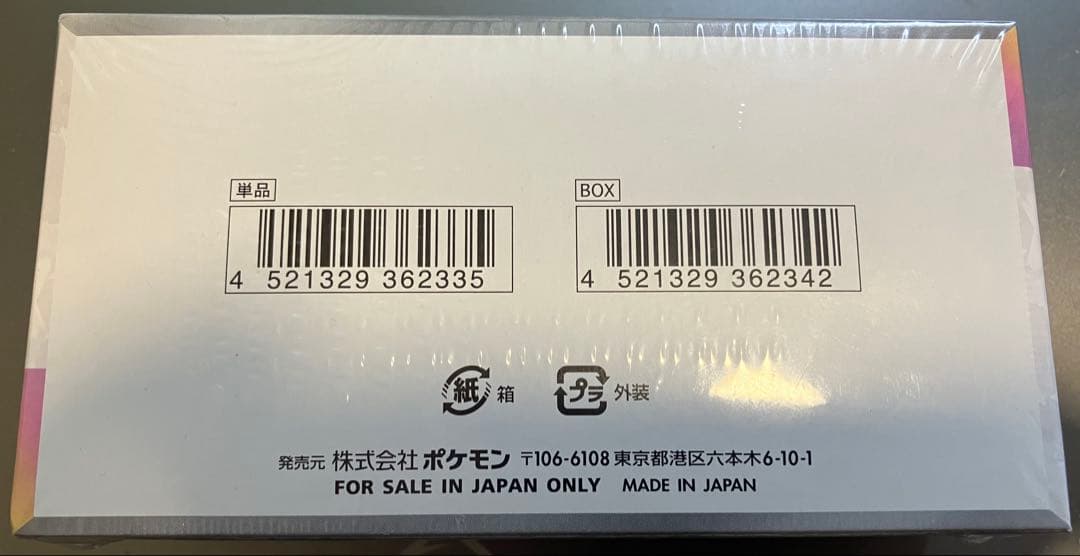 単品
4 521329 362335
BOX
4 521329 362342
紙 箱
プラ 外装
発売元 株式会社ポケモン 〒106-6108 東京都港区六本木6-10-1
FOR SALE IN JAPAN ONLY MADE IN JAPAN